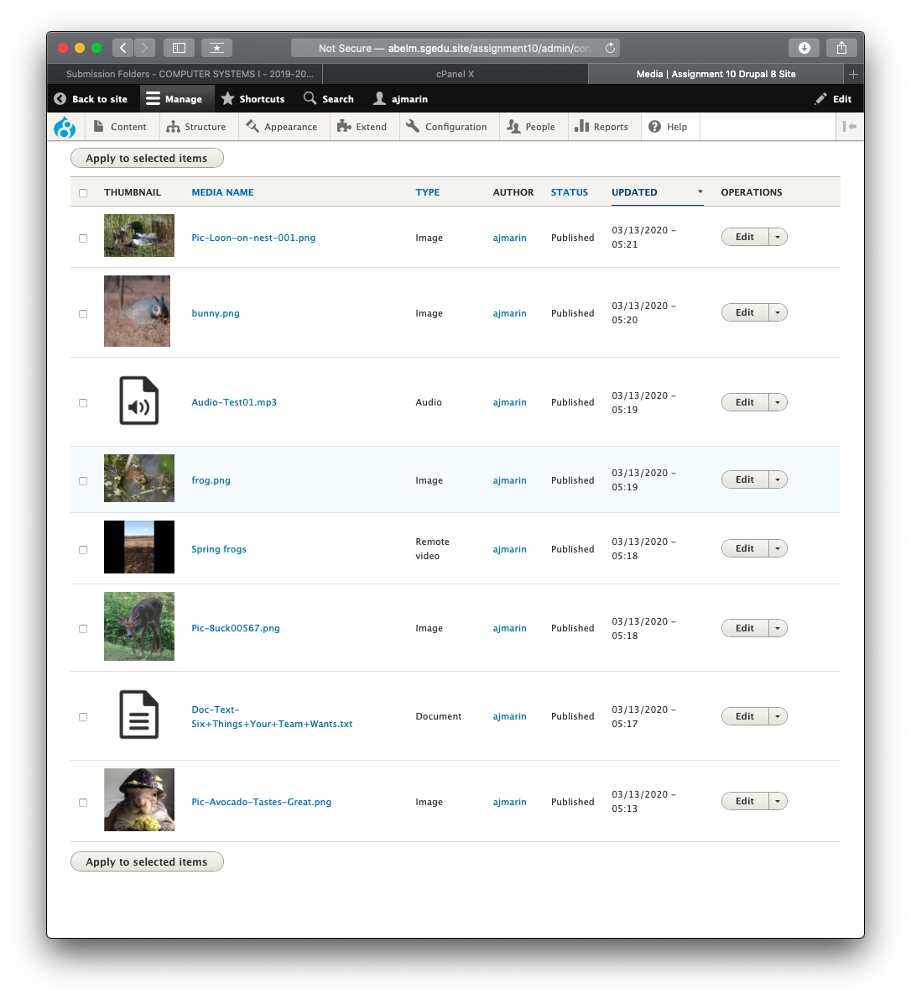 Not Secure — abelm.sgedu.site/assignment10/admin/con
Submission Folders - COMPUTER SYSTEMS I - 2019-20...
cPanel X
Media | Assignment 10 Drupal 8 Site
Back to site
Manage
Shortcuts
Search
ajmarin
Edit
Content
Structure
Appearance
Extend
Configuration
People
Reports
Help
Apply to selected items
THUMBNAIL MEDIA NAME TYPE AUTHOR STATUS UPDATED OPERATIONS
Pic-Loon-on-nest-001.png Image ajmarin Published 03/13/2020 -
05:21
Edit
bunny.png Image ajmarin Published 03/13/2020 -
05:20
Edit
Audio-Test01.mp3 Audio ajmarin Published 03/13/2020 -
05:19
Edit
frog.png Image ajmarin Published 03/13/2020 -
05:19
Edit
Spring frogs
Remote
video
ajmarin Published 03/13/2020 -
05:18
Edit
Pic-Buck00567.png Image ajmarin Published 03/13/2020 -
05:18
Edit
Doc-Text-
Six+Things+Your+Team+Wants.txt
Document ajmarin Published 03/13/2020 -
05:17
Edit
Pic-Avocado-Tastes-Great.png Image ajmarin Published 03/13/2020 -
05:13
Edit
Apply to selected items